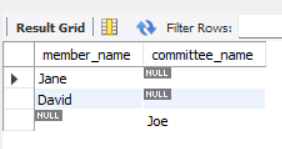 Result Grid Filter Rows:
member_name committee_name
Jane NULL
David NULL
NULL Joe